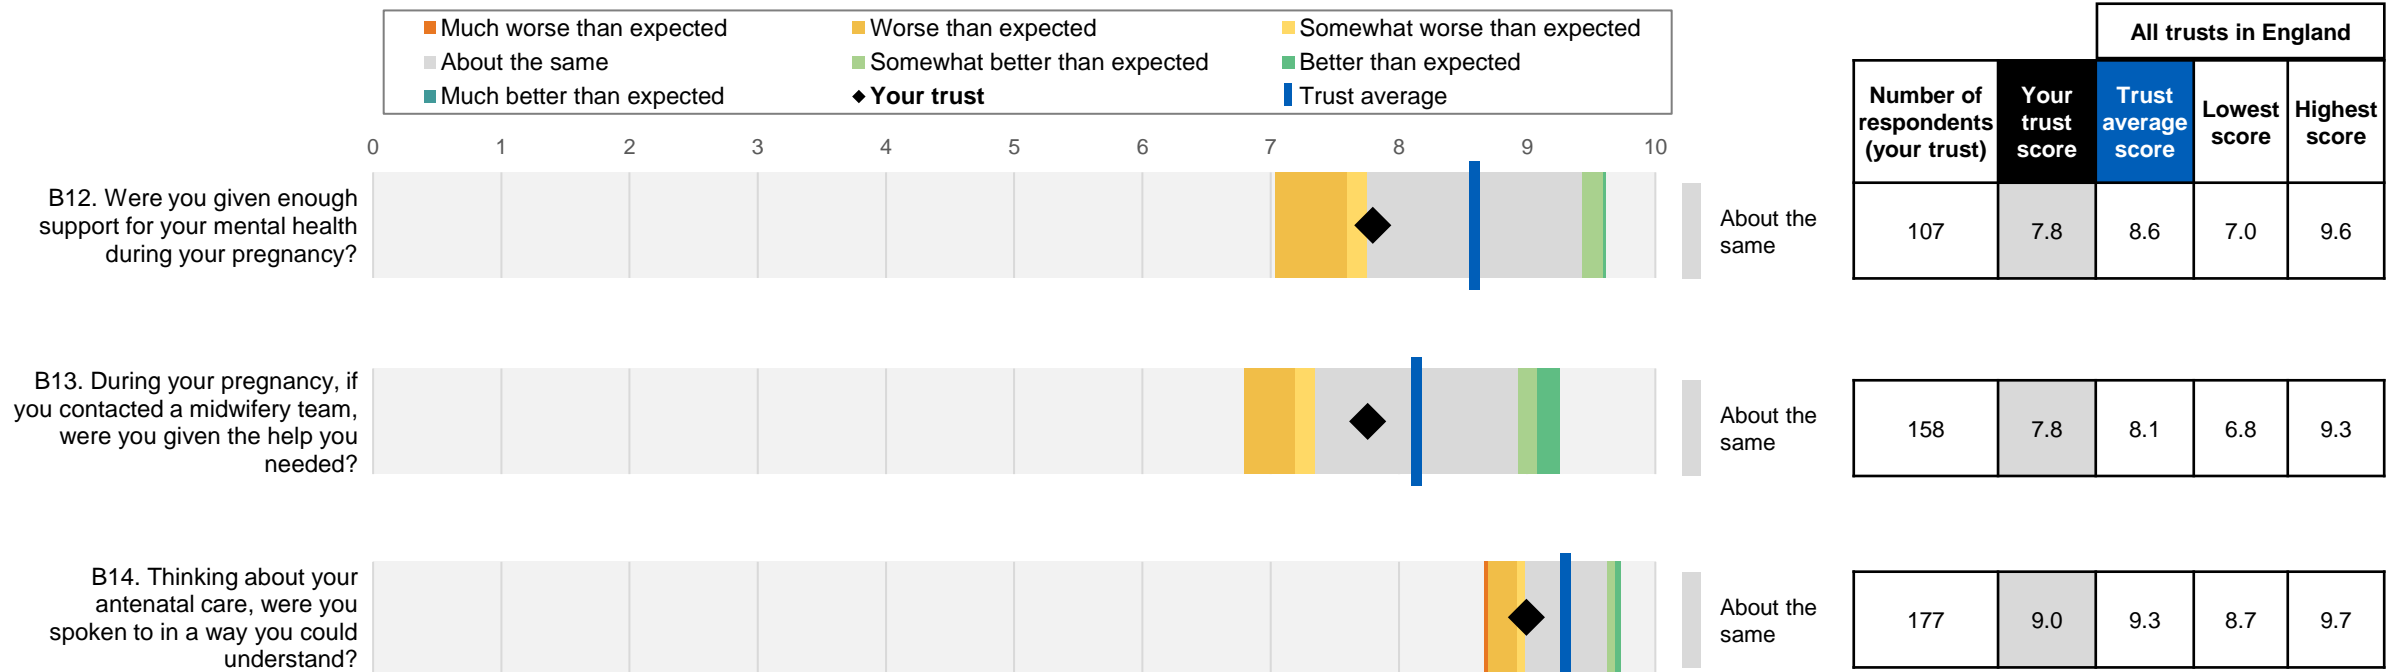 Much worse than expected
Worse than expected
Somewhat worse than expected
About the same
Somewhat better than expected
Better than expected
Much better than expected
Your trust
Trust average
All trusts in England
Number of
respondents
(your trust)
Your
trust
score
Trust
average
score
Lowest
score
Highest
score
0 1 2 3 4 5 6 7 8 9 10
B12. Were you given enough
support for your mental health
during your pregnancy?
About the
same
107 7.8 8.6 7.0 9.6
B13. During your pregnancy, if
you contacted a midwifery team,
were you given the help you
needed?
About the
same
158 7.8 8.1 6.8 9.3
B14. Thinking about your
antenatal care, were you
spoken to in a way you could
understand?
About the
same
177 9.0 9.3 8.7 9.7